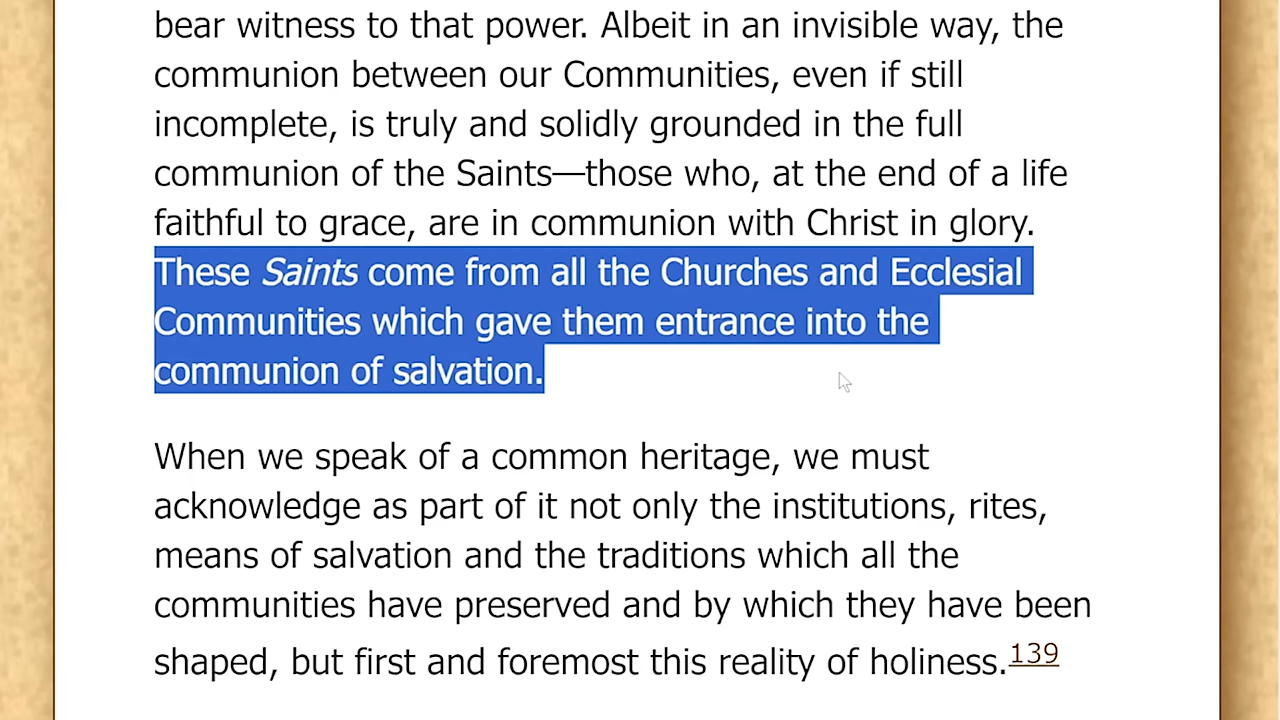 bear witness to that power. Albeit in an invisible way, the
communion between our Communities, even if still
incomplete, is truly and solidly grounded in the full
communion of the Saints—those who, at the end of a life
faithful to grace, are in communion with Christ in glory.
These Saints come from all the Churches and Ecclesial
Communities which gave them entrance into the
communion of salvation.
When we speak of a common heritage, we must
acknowledge as part of it not only the institutions, rites,
means of salvation and the traditions which all the
communities have preserved and by which they have been
shaped, but first and foremost this reality of holiness.139